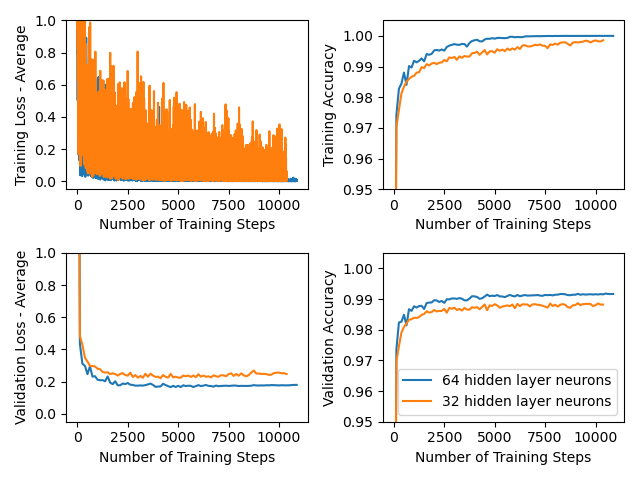 Training Loss - Average
1.0
0.8
0.6
0.4
0.2
0.0
0 2500 5000 7500 10000
Number of Training Steps
Training Accuracy
1.00
0.99
0.98
0.97
0.96
0.95
0 2500 5000 7500 10000
Number of Training Steps
Validation Loss - Average
1.0
0.8
0.6
0.4
0.2
0.0
0 2500 5000 7500 10000
Number of Training Steps
Validation Accuracy
1.00
0.99
0.98
0.97
0.96
0.95
64 hidden layer neurons
32 hidden layer neurons
0 2500 5000 7500 10000
Number of Training Steps